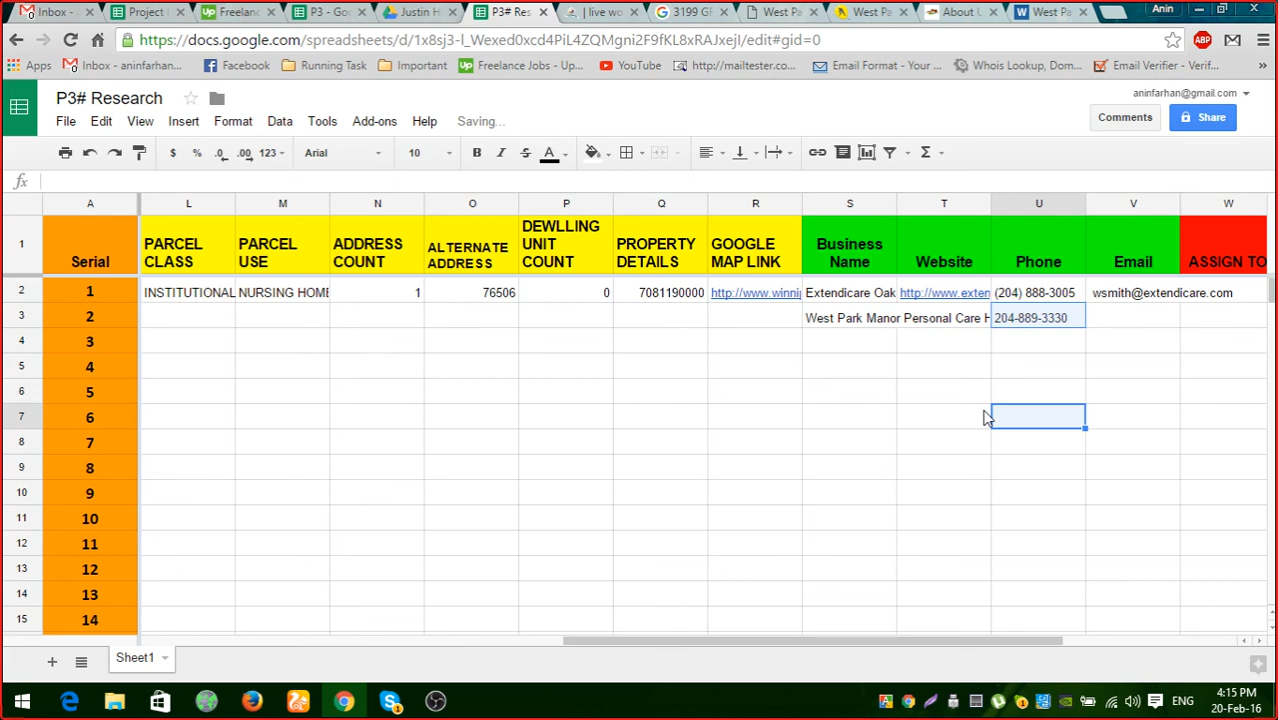 Inbox - ani
Project
Freelanc
P3 - Goo
Justin H
P3# Res
| live wo
3199 GR
West Pa
West Pa
About U
West Pa
Anin
https://docs.google.com/spreadsheets/d/1x8sj3-l_Wexed0xcd4PL4ZQMgni2F9fKL8xRAJxejI/edit#gid=0
ABP
Apps
Inbox - aninfarhan...
Facebook
Running Task
Important
Freelance Jobs - Up...
YouTube
http://mailtester.co...
Email Format - Your ...
Whois Lookup, Dom...
Email Verifier - Verif...
P3# Research
aninfarhan@gmail.com
File Edit View Insert Format Data Tools Add-ons Help Saving...
Comments
Share
$ % .0 .00 123 Arial 10 B I S A Σ
fx
A L M N O P Q R S T U V W
1 Serial PARCEL CLASS PARCEL USE ADDRESS COUNT ALTERNATE ADDRESS DEWLLING UNIT COUNT PROPERTY DETAILS GOOGLE MAP LINK Business Name Website Phone Email ASSIGN TO
2 1 INSTITUTIONAL NURSING HOME 1 76506 0 7081190000 http://www.winnip Extendicare Oak http://www.exten (204) 888-3005 wsmith@extendicare.com
3 2 West Park Manor Personal Care H 204-889-3330
4 3
5 4
6 5
7 6
8 7
9 8
10 9
11 10
12 11
13 12
14 13
15 14
Sheet1
ENG
4:15 PM
20-Feb-16